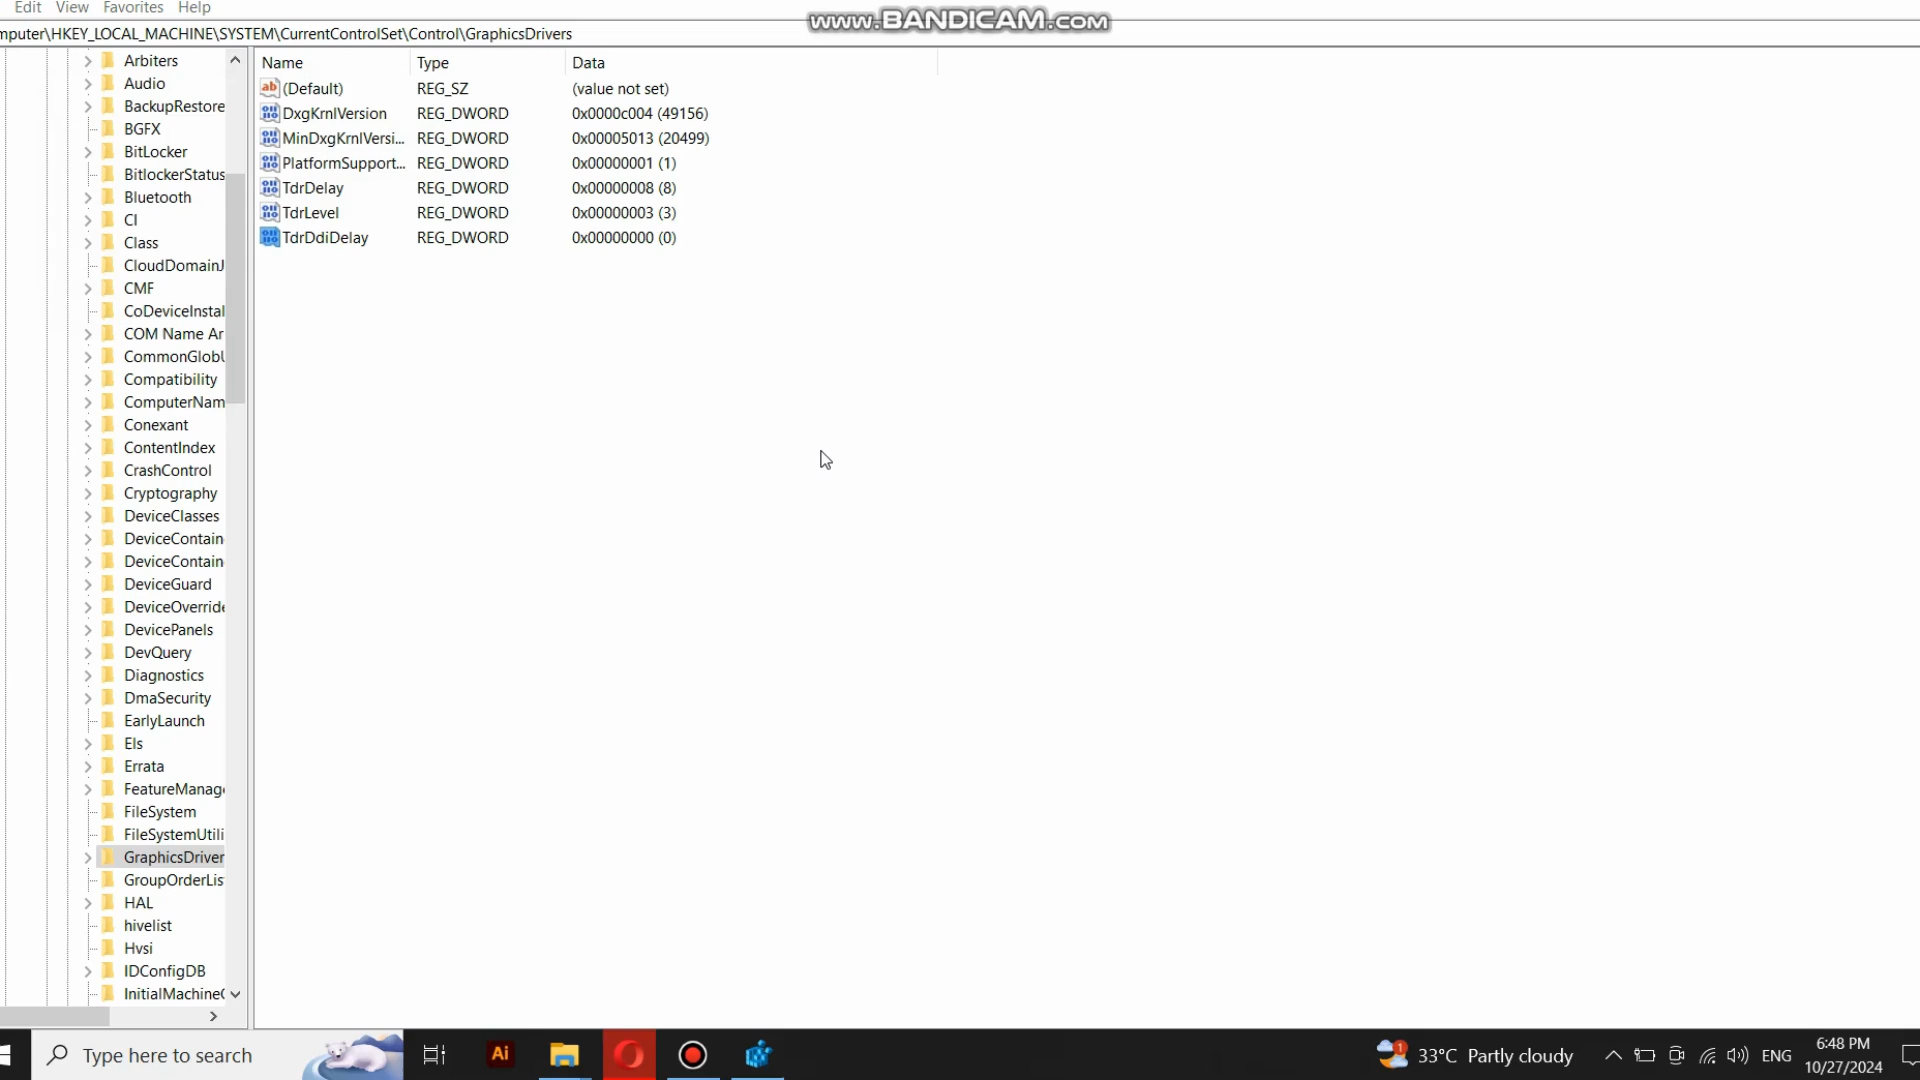 Edit View Favorites Help
www.BANDICAM.com
mputer\HKEY_LOCAL_MACHINE\SYSTEM\CurrentControlSet\Control\GraphicsDrivers
Arbiters
Audio
BackupRestore
BGFX
BitLocker
BitlockerStatus
Bluetooth
CI
Class
CloudDomainJ
CMF
CoDeviceInstal
COM Name Ar
CommonGlobU
Compatibility
ComputerNam
Conexant
ContentIndex
CrashControl
Cryptography
DeviceClasses
DeviceContain
DeviceContain
DeviceGuard
DeviceOverride
DevicePanels
DevQuery
Diagnostics
DmaSecurity
EarlyLaunch
Els
Errata
FeatureManage
FileSystem
FileSystemUtili
GraphicsDriver
GroupOrderLis
HAL
hivelist
Hvsi
IDConfigDB
InitialMachineC
Name Type Data
(Default) REG_SZ (value not set)
DxgKrnlVersion REG_DWORD 0x0000c004 (49156)
MinDxgKrnlVersi... REG_DWORD 0x00005013 (20499)
PlatformSupport... REG_DWORD 0x00000001 (1)
TdrDelay REG_DWORD 0x00000008 (8)
TdrLevel REG_DWORD 0x00000003 (3)
TdrDdiDelay REG_DWORD 0x00000000 (0)
Type here to search
Ai
1
33°C Partly cloudy
ENG
6:48 PM
10/27/2024